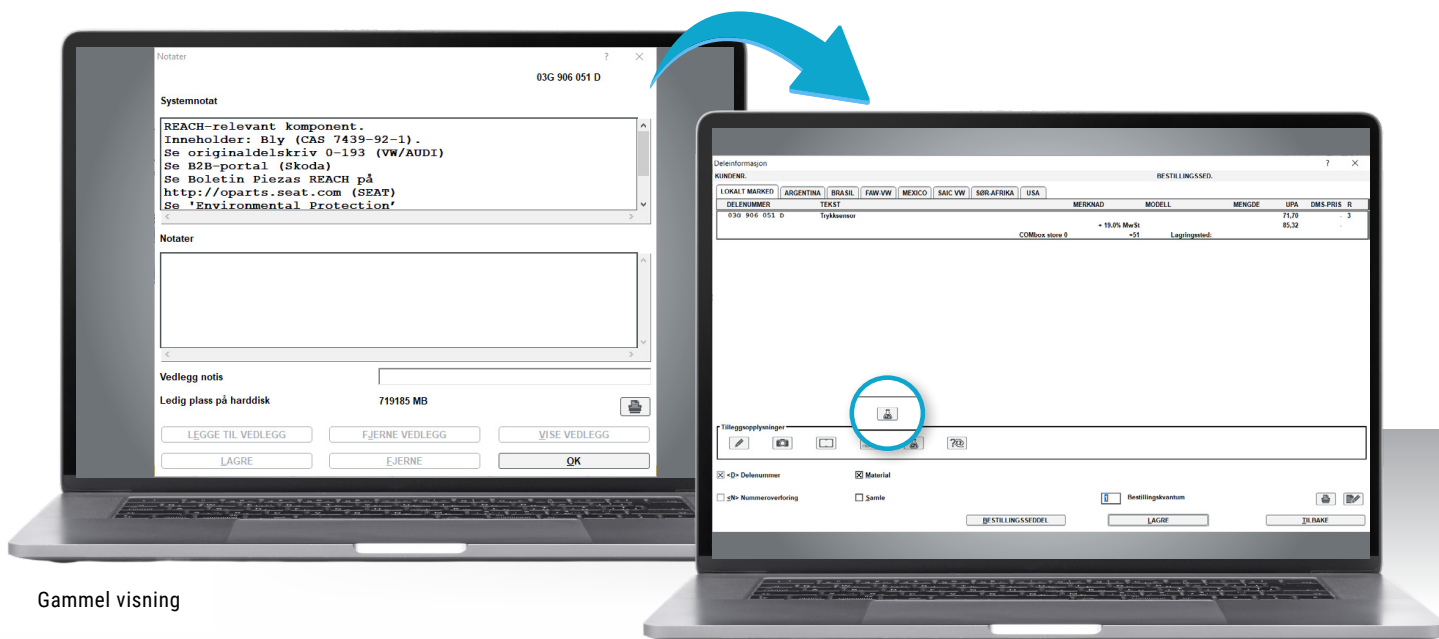 Notater ? ×
03G 906 051 D
Systemnotat
REACH-relevant komponent.
Inneholder: Bly (CAS 7439-92-1).
Se originaldelskriv 0-193 (VW/AUDI)
Se B2B-portal (Skoda)
Se Boletin Piezas REACH på
http://oparts.seat.com (SEAT)
Se 'Environmental Protection'
Notater
Vedlegg notis
Ledig plass på harddisk 719185 MB
LEGGE TIL VEDLEGG FJERNE VEDLEGG VISE VEDLEGG
LAGRE FJERNE OK
Gammel visning
Deleinformasjon ? ×
KUNDENR. BESTILLINGSSED.
LOKALT MARKED ARGENTINA BRASIL FAW-VW MEXICO SAIC VW SØR-AFRIKA USA
DELENUMMER TEKST MERKNAD MODELL MENGDE UPA DMS-PRIS R
03G 906 051 D Trykksensor 71,70 - 3
+ 19.0% MwSt 85,32 -
COMbox store 0 =51 Lagringssted:
Tilleggsopplysninger
<D> Delenummer Material
<N> Nummeroverforing Samle Bestillingskvantum
BESTILLINGSSEDDEL LAGRE TILBAKE